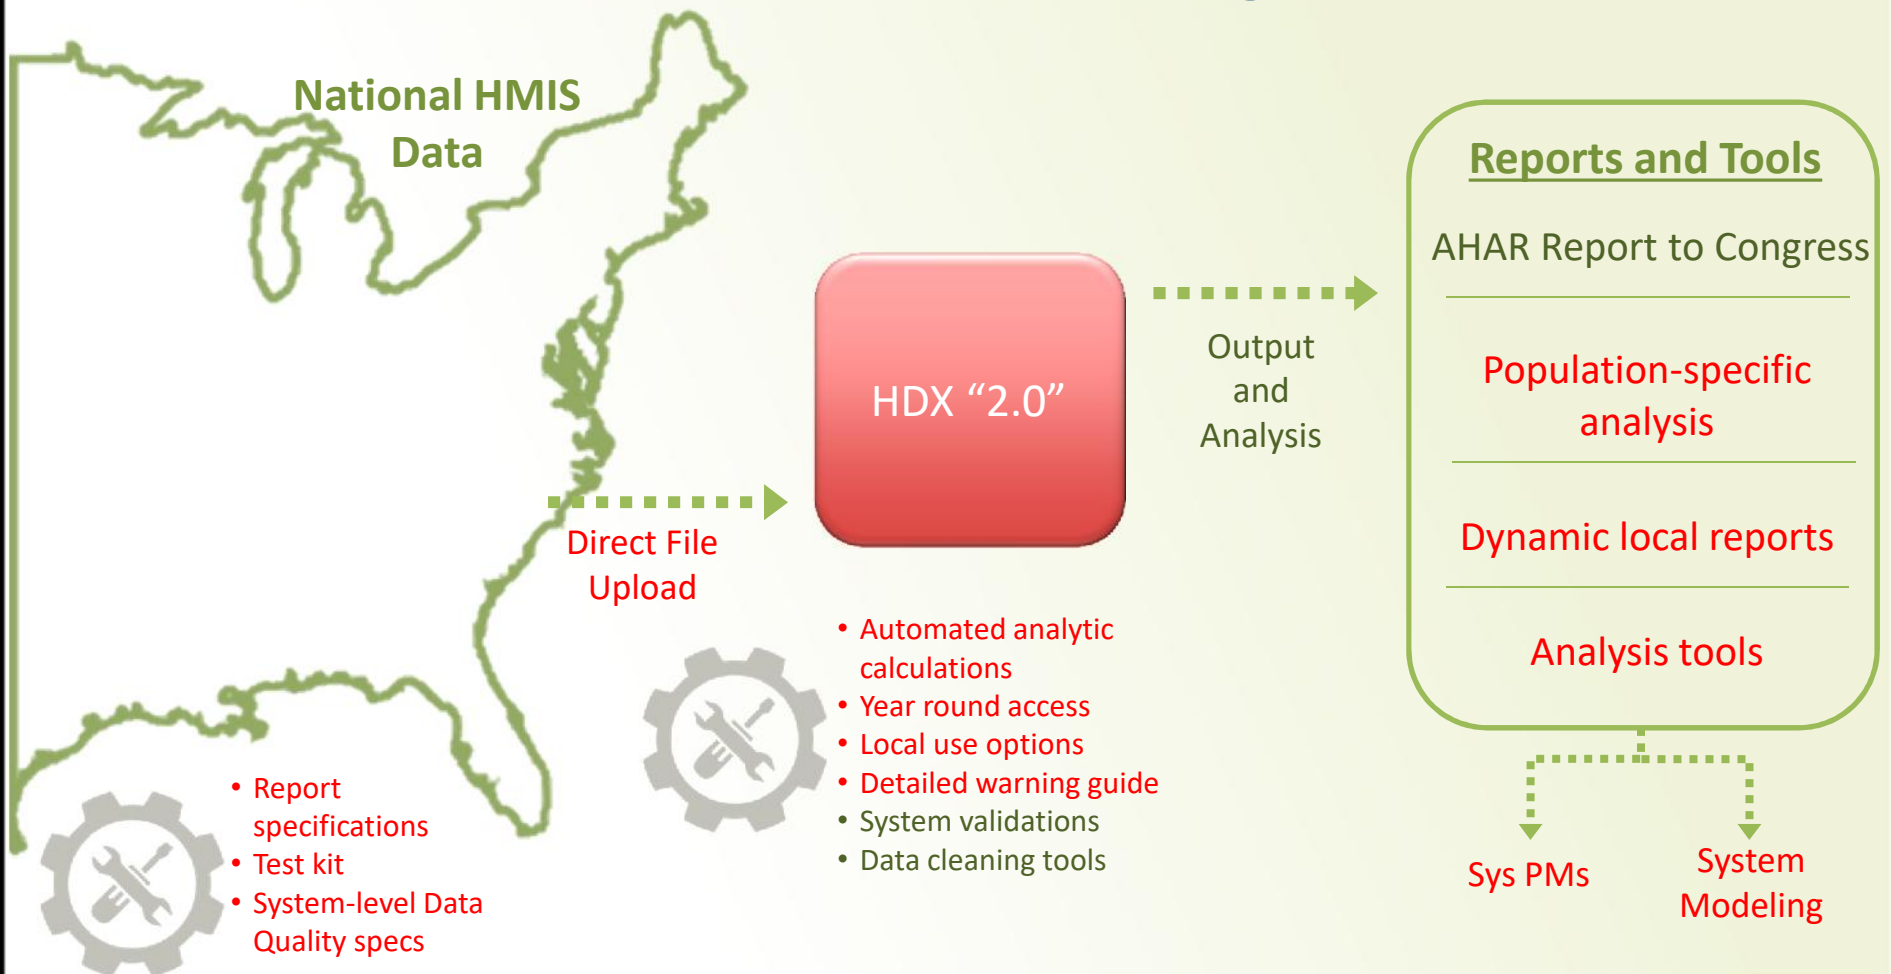 National HMIS
Data
Direct File
Upload
• Report
specifications
• Test kit
• System-level Data
Quality specs
HDX “2.0”
• Automated analytic
calculations
• Year round access
• Local use options
• Detailed warning guide
• System validations
• Data cleaning tools
Output
and
Analysis
Reports and Tools
AHAR Report to Congress
Population-specific
analysis
Dynamic local reports
Analysis tools
Sys PMs
System
Modeling